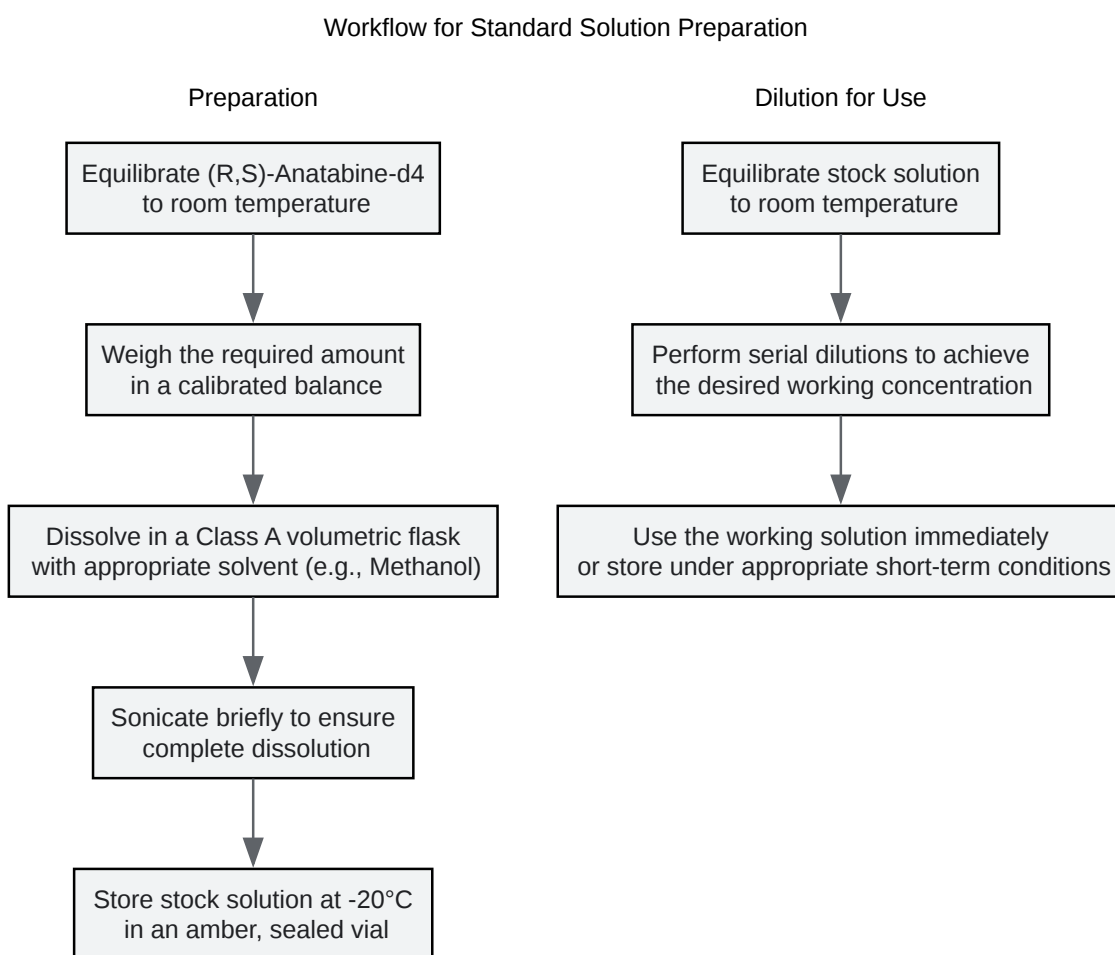 Workflow for Standard Solution Preparation
Preparation
Equilibrate (R,S)-Anatabine-d4
to room temperature
Weigh the required amount
in a calibrated balance
Dissolve in a Class A volumetric flask
with appropriate solvent (e.g., Methanol)
Sonicate briefly to ensure
complete dissolution
Store stock solution at -20°C
in an amber, sealed vial
Dilution for Use
Equilibrate stock solution
to room temperature
Perform serial dilutions to achieve
the desired working concentration
Use the working solution immediately
or store under appropriate short-term conditions